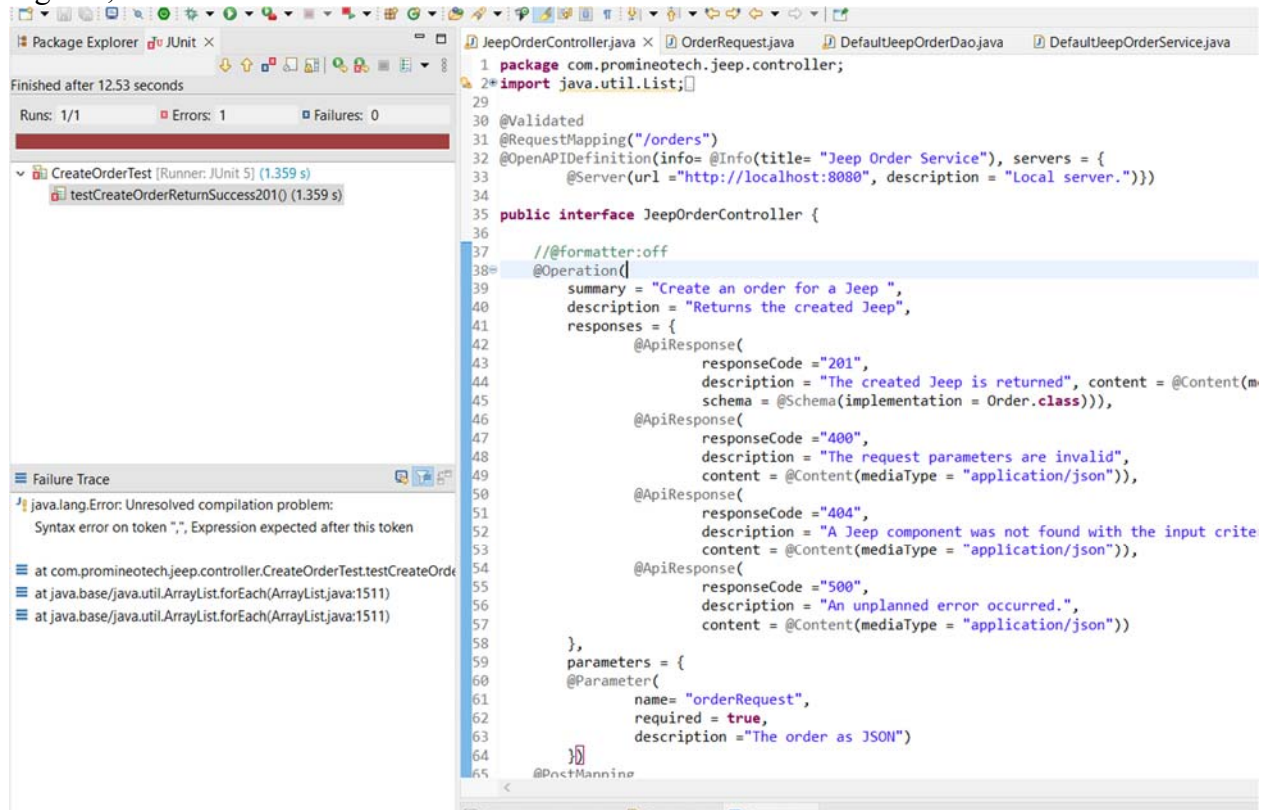 Package Explorer JUnit ×
Finished after 12.53 seconds
Runs: 1/1 Errors: 1 Failures: 0
CreateOrderTest [Runner: JUnit 5] (1.359 s)
testCreateOrderReturnSuccess201() (1.359 s)
Failure Trace
java.lang.Error: Unresolved compilation problem:
Syntax error on token ",", Expression expected after this token
at com.promineotech.jeep.controller.CreateOrderTest.testCreateOrde
at java.base/java.util.ArrayList.forEach(ArrayList.java:1511)
at java.base/java.util.ArrayList.forEach(ArrayList.java:1511)
JeepOrderController.java × OrderRequest.java DefaultJeepOrderDao.java DefaultJeepOrderService.java
1 package com.promineotech.jeep.controller;
2 import java.util.List;
29
30 @Validated
31 @RequestMapping("/orders")
32 @OpenAPIDefinition(info= @Info(title= "Jeep Order Service"), servers = {
33 @Server(url ="http://localhost:8080", description = "Local server.")})
34
35 public interface JeepOrderController {
36
37 //@formatter:off
38 @Operation(
39 summary = "Create an order for a Jeep ",
40 description = "Returns the created Jeep",
41 responses = {
42 @ApiResponse(
43 responseCode ="201",
44 description = "The created Jeep is returned", content = @Content(m
45 schema = @Schema(implementation = Order.class))),
46 @ApiResponse(
47 responseCode ="400",
48 description = "The request parameters are invalid",
49 content = @Content(mediaType = "application/json")),
50 @ApiResponse(
51 responseCode ="404",
52 description = "A Jeep component was not found with the input crite
53 content = @Content(mediaType = "application/json")),
54 @ApiResponse(
55 responseCode ="500",
56 description = "An unplanned error occurred.",
57 content = @Content(mediaType = "application/json"))
58 },
59 parameters = {
60 @Parameter(
61 name= "orderRequest",
62 required = true,
63 description ="The order as JSON")
64 })
65 @PostMapping